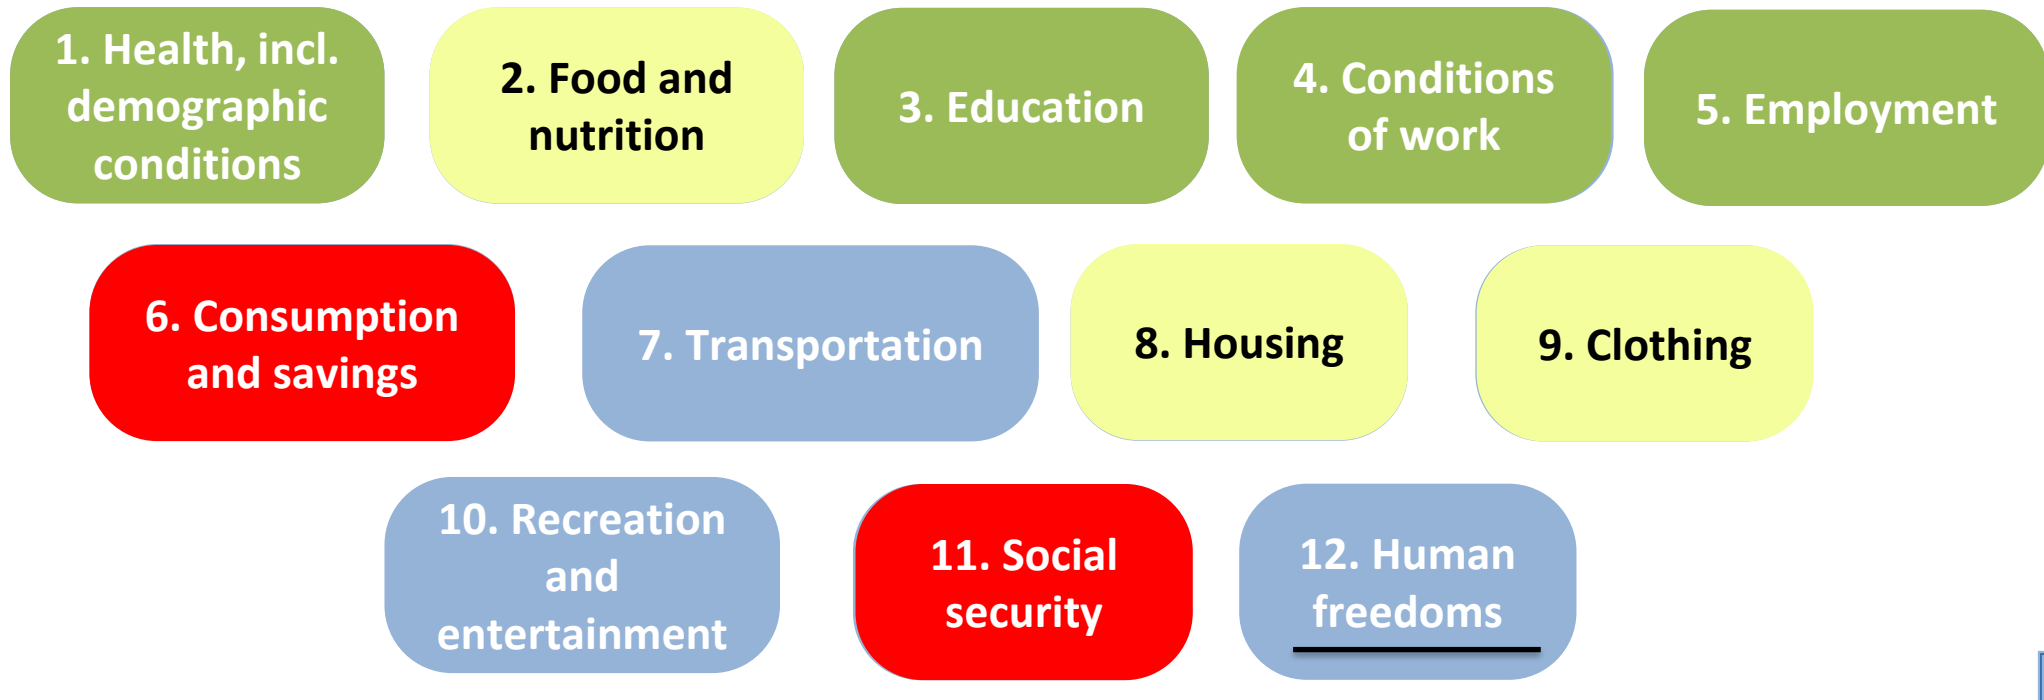 1. Health, incl.
demographic
conditions
2. Food and
nutrition
3. Education
4. Conditions
of work
5. Employment
6. Consumption
and savings
7. Transportation
8. Housing
9. Clothing
10. Recreation
and
entertainment
11. Social
security
12. Human
freedoms